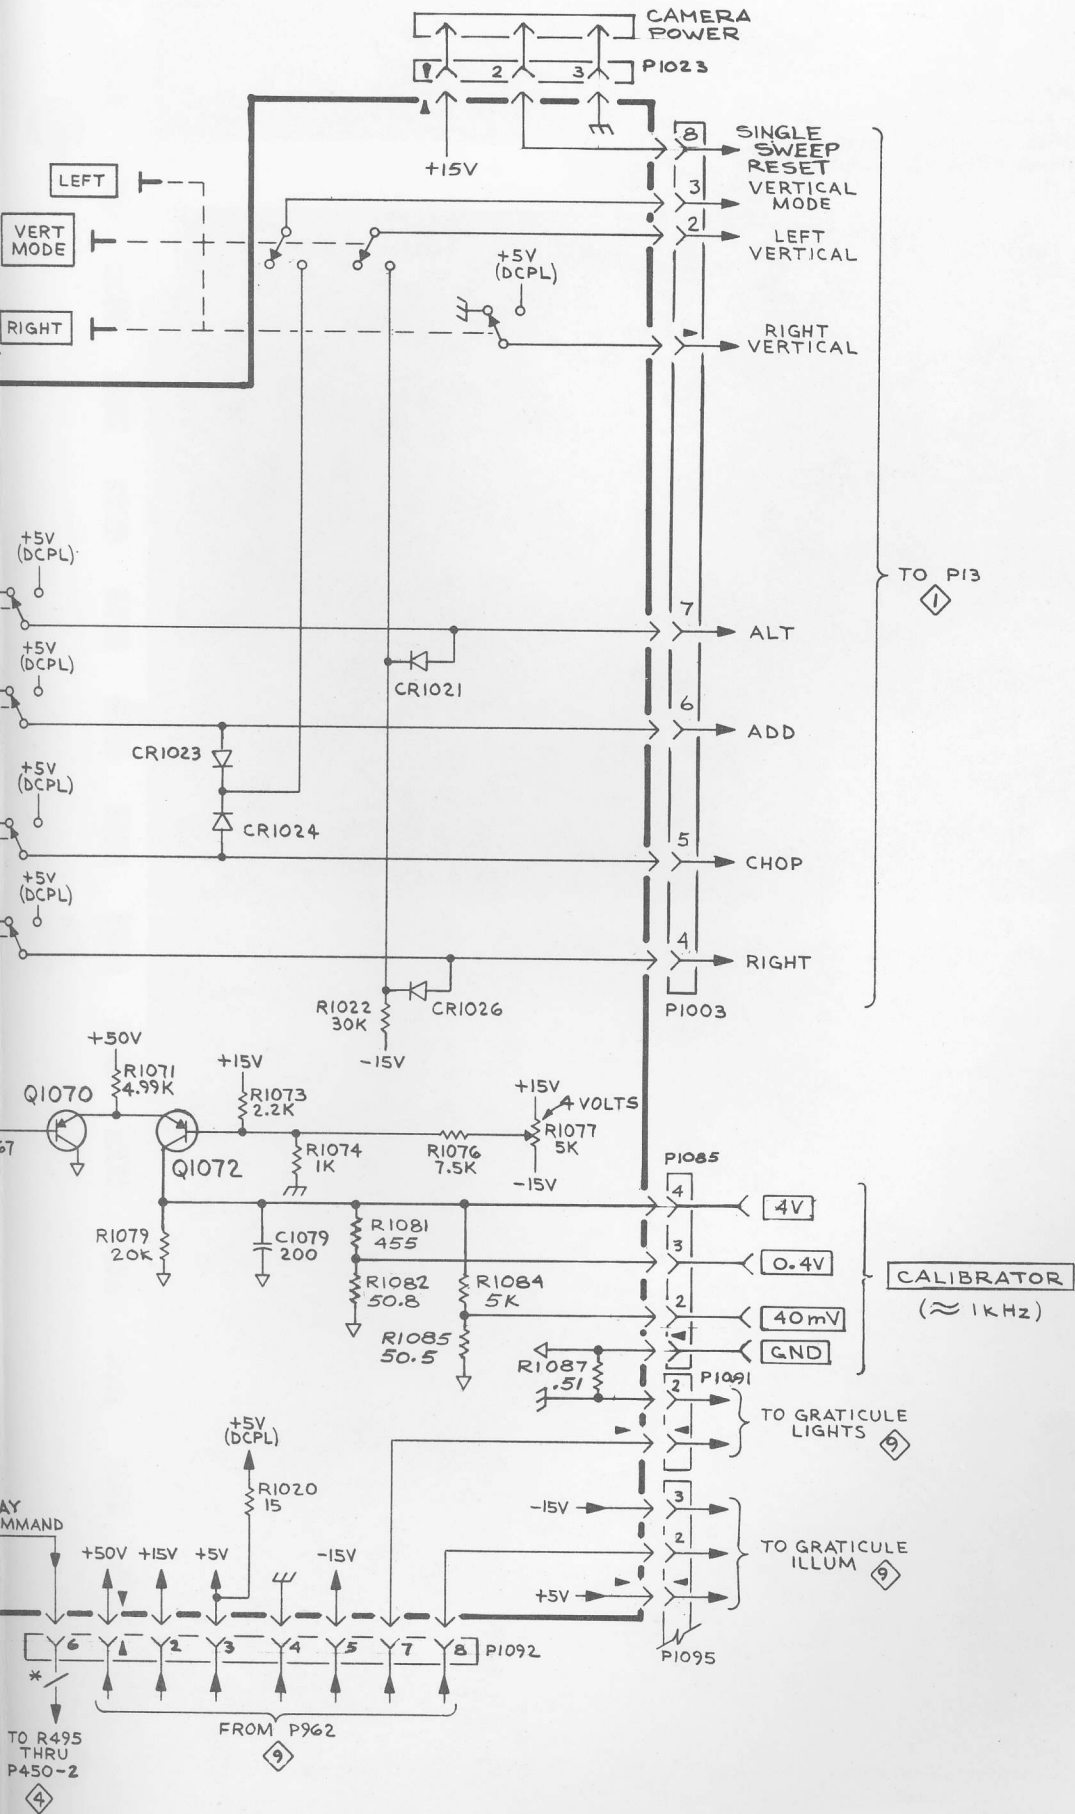 CAMERA
POWER
2
3
P1023
+15V
8
SINGLE
SWEEP
RESET
3
VERTICAL
MODE
2
LEFT
VERTICAL
LEFT
VERT
MODE
+5V
(DCPL)
RIGHT
RIGHT
VERTICAL
+5V
(DCPL)
TO P13
1
7
ALT
+5V
(DCPL)
CR1021
6
ADD
CR1023
+5V
(DCPL)
CR1024
5
CHOP
+5V
(DCPL)
4
RIGHT
R1022
30K
CR1026
P1003
-15V
+50V
R1071
4.99K
+15V
Q1070
R1073
2.2K
+15V
4 VOLTS
R1077
5K
67
Q1072
R1074
1K
R1076
7.5K
-15V
P1085
4
4V
R1079
20K
C1079
200
R1081
455
3
0.4V
R1082
50.8
R1084
5K
CALIBRATOR
(≈ 1KHZ)
2
40mV
R1085
50.5
GND
R1087
.51
P1091
2
TO GRATICULE
LIGHTS
9
+5V
(DCPL)
R1020
15
-15V
3
AY
MMAND
2
TO GRATICULE
ILLUM
9
+50V
+15V
+5V
-15V
+5V
6
2
3
4
5
7
8
P1092
P1095
*
FROM P962
9
TO R495
THRU
P450-2
4